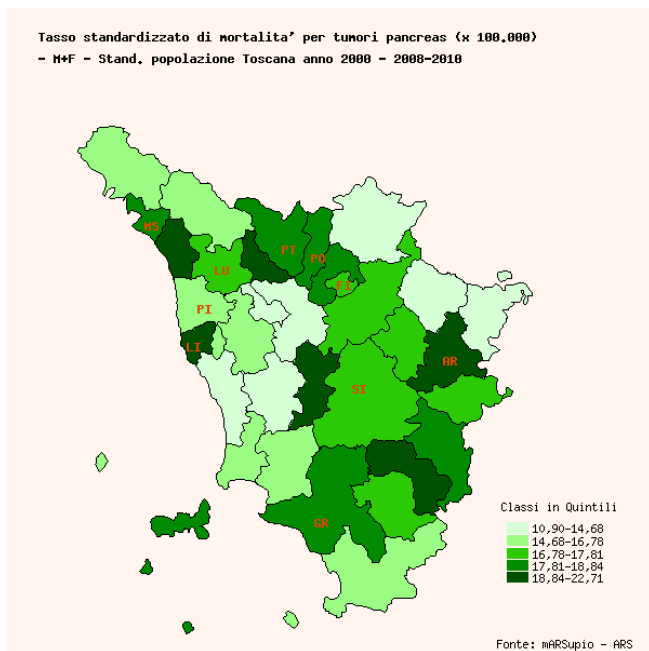 Tasso standardizzato di mortalita' per tumori pancreas (x 100.000)
- M+F - Stand. popolazione Toscana anno 2000 - 2008-2010
MS
PT
PO
LU
FI
PI
LI
AR
SI
GR
Classi in Quintili
10,90-14,68
14,68-16,78
16,78-17,81
17,81-18,84
18,84-22,71
Fonte: mARSupio - ARS